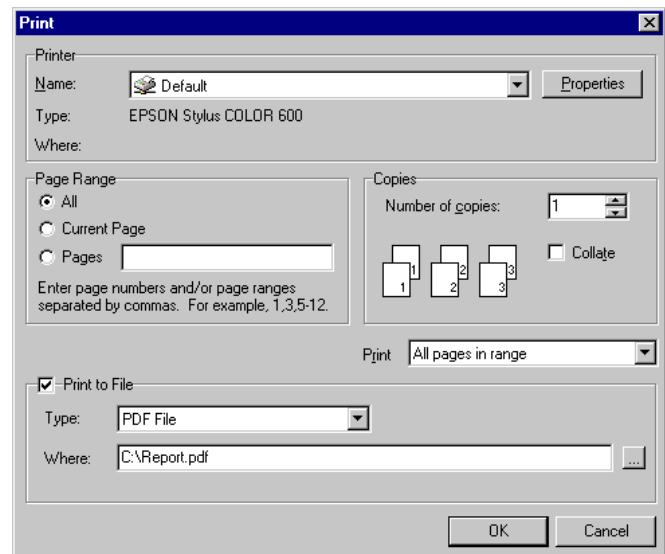 Print
Printer
Name: Default Properties
Type: EPSON Stylus COLOR 600
Where:
Page Range
All
Current Page
Pages
Enter page numbers and/or page ranges
separated by commas. For example, 1,3,5-12.
Copies
Number of copies: 1
1 1 2 2 3 3
Collate
Print All pages in range
Print to File
Type: PDF File
Where: C:\Report.pdf ...
OK Cancel